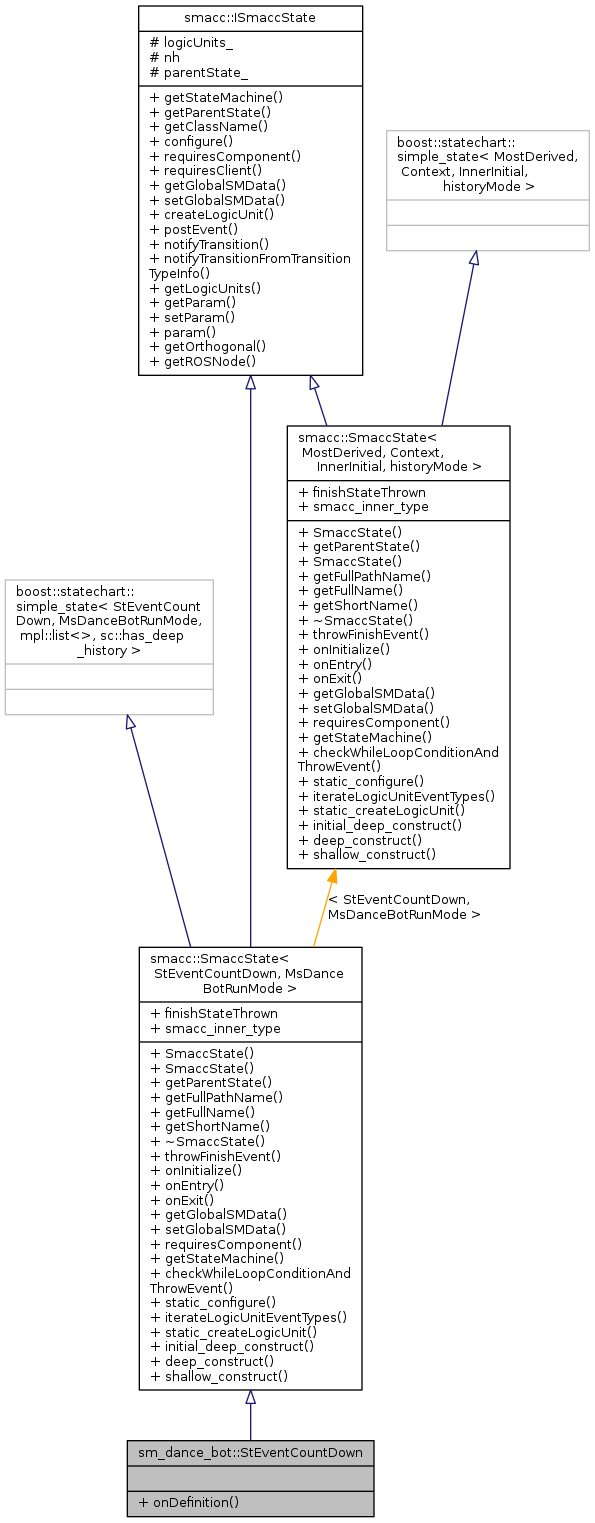 smacc::ISmaccState
# logicUnits_
# nh
# parentState_
+ getStateMachine()
+ getParentState()
+ getClassName()
+ configure()
+ requiresComponent()
+ requiresClient()
+ getGlobalSMData()
+ setGlobalSMData()
+ createLogicUnit()
+ postEvent()
+ notifyTransition()
+ notifyTransitionFromTransition
TypeInfo()
+ getLogicUnits()
+ getParam()
+ setParam()
+ param()
+ getOrthogonal()
+ getROSNode()
boost::statechart::
simple_state< MostDerived,
Context, InnerInitial,
historyMode >
smacc::SmaccState<
MostDerived, Context,
InnerInitial, historyMode >
+ finishStateThrown
+ smacc_inner_type
+ SmaccState()
+ getParentState()
+ SmaccState()
+ getFullPathName()
+ getFullName()
+ getShortName()
+ ~SmaccState()
+ throwFinishEvent()
+ onInitialize()
+ onEntry()
+ onExit()
+ getGlobalSMData()
+ setGlobalSMData()
+ requiresComponent()
+ getStateMachine()
+ checkWhileLoopConditionAnd
ThrowEvent()
+ static_configure()
+ iterateLogicUnitEventTypes()
+ static_createLogicUnit()
+ initial_deep_construct()
+ deep_construct()
+ shallow_construct()
boost::statechart::
simple_state< StEventCount
Down, MsDanceBotRunMode,
mpl::list<>, sc::has_deep
_history >
< StEventCountDown,
MsDanceBotRunMode >
smacc::SmaccState<
StEventCountDown, MsDance
BotRunMode >
+ finishStateThrown
+ smacc_inner_type
+ SmaccState()
+ SmaccState()
+ getParentState()
+ getFullPathName()
+ getFullName()
+ getShortName()
+ ~SmaccState()
+ throwFinishEvent()
+ onInitialize()
+ onEntry()
+ onExit()
+ getGlobalSMData()
+ setGlobalSMData()
+ requiresComponent()
+ getStateMachine()
+ checkWhileLoopConditionAnd
ThrowEvent()
+ static_configure()
+ iterateLogicUnitEventTypes()
+ static_createLogicUnit()
+ initial_deep_construct()
+ deep_construct()
+ shallow_construct()
sm_dance_bot::StEventCountDown
+ onDefinition()